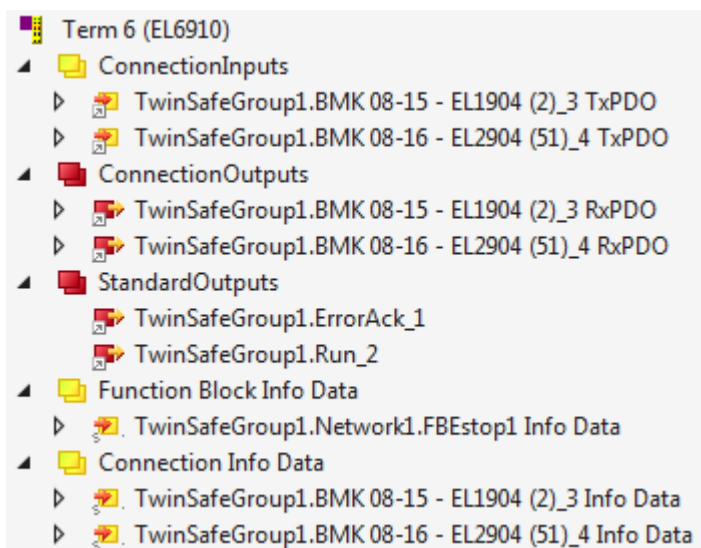 Term 6 (EL6910)
ConnectionInputs
TwinSafeGroup1.BMK 08-15 - EL1904 (2)_3 TxPDO
TwinSafeGroup1.BMK 08-16 - EL2904 (51)_4 TxPDO
ConnectionOutputs
TwinSafeGroup1.BMK 08-15 - EL1904 (2)_3 RxPDO
TwinSafeGroup1.BMK 08-16 - EL2904 (51)_4 RxPDO
StandardOutputs
TwinSafeGroup1.ErrorAck_1
TwinSafeGroup1.Run_2
Function Block Info Data
TwinSafeGroup1.Network1.FBEstop1 Info Data
Connection Info Data
TwinSafeGroup1.BMK 08-15 - EL1904 (2)_3 Info Data
TwinSafeGroup1.BMK 08-16 - EL2904 (51)_4 Info Data